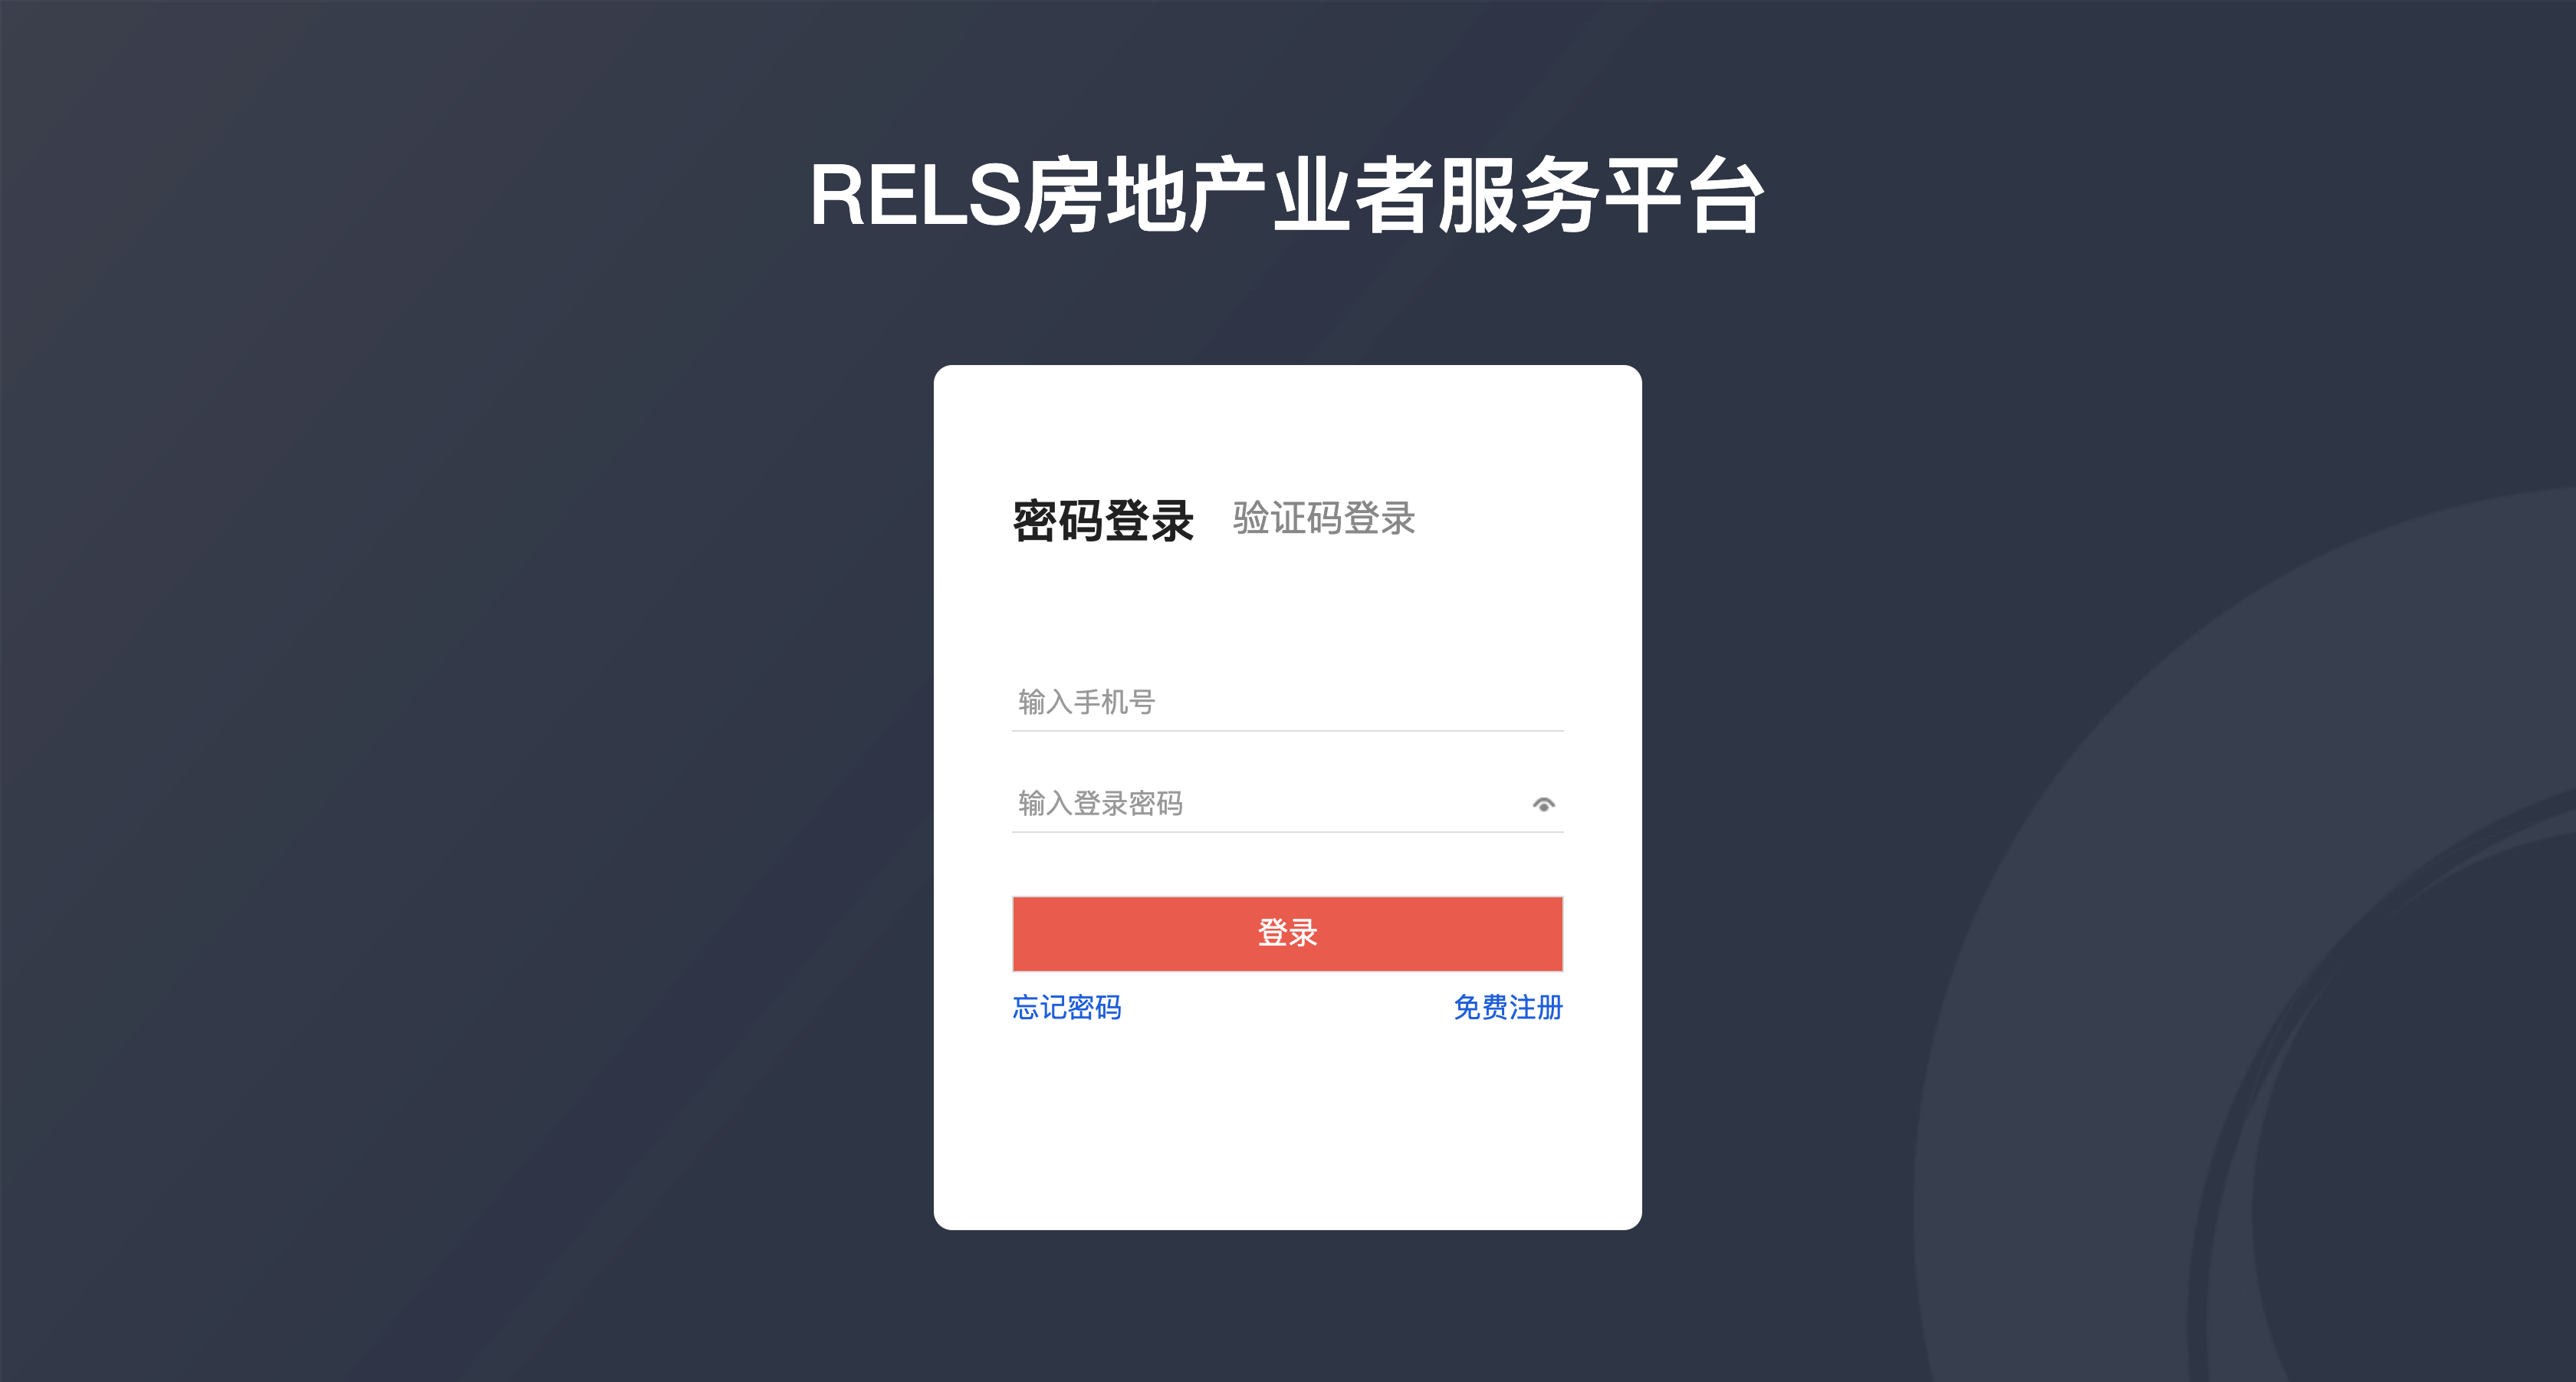 RELS房地产业者服务平台
密码登录 验证码登录
输入手机号
输入登录密码
登录
忘记密码 免费注册